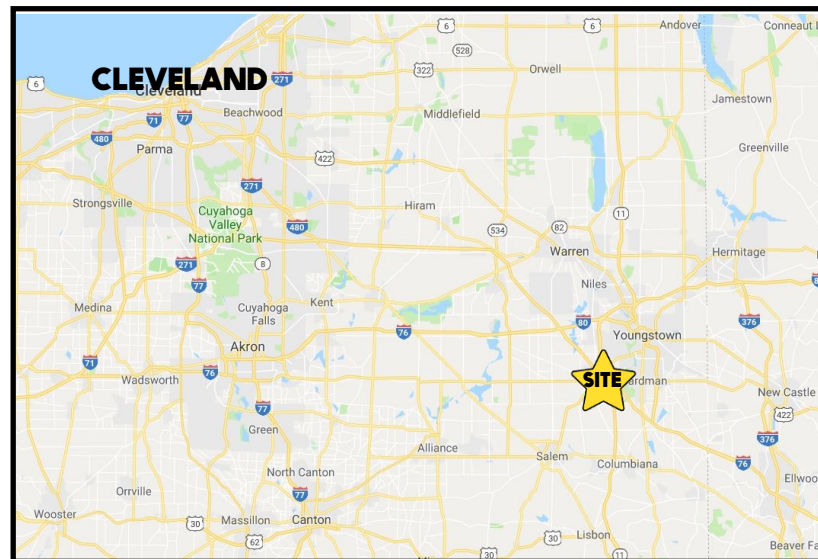 6
6
Andover
Conneaut L
528
322
Orwell
CLEVELAND
Cleveland
271
6
Beachwood
Middlefield
Jamestown
71
77
480
Parma
422
Greenville
271
Strongsville
Cuyahoga
Valley
National Park
480
Hiram
534
82
11
Warren
Hermitage
271
8
77
Niles
Medina
Cuyahoga
Falls
Kent
76
80
376
Youngstown
Akron
71
76
Wadsworth
SITE
ardman
New Castle
77
422
Green
376
Alliance
Salem
Columbiana
76
North Canton
Ellwoo
Orrville
77
Wooster
30
Massillon
Canton
62
30
30
Lisbon
11
Beaver Fa